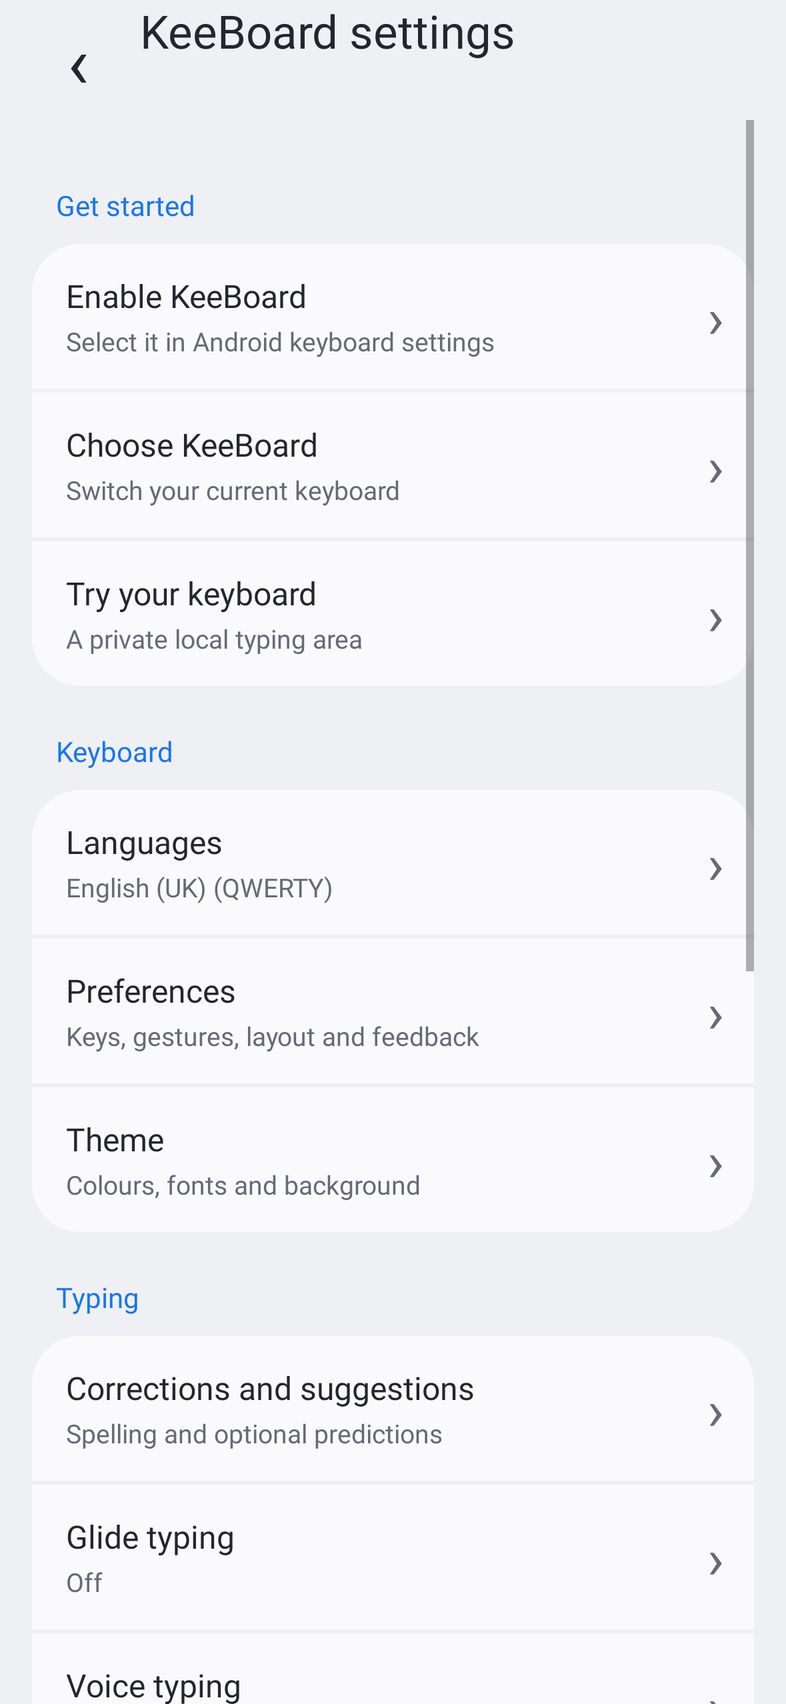 KeeBoard settings
Get started
Enable KeeBoard
Select it in Android keyboard settings
Choose KeeBoard
Switch your current keyboard
Try your keyboard
A private local typing area
Keyboard
Languages
English (UK) (QWERTY)
Preferences
Keys, gestures, layout and feedback
Theme
Colours, fonts and background
Typing
Corrections and suggestions
Spelling and optional predictions
Glide typing
Off
Voice typing